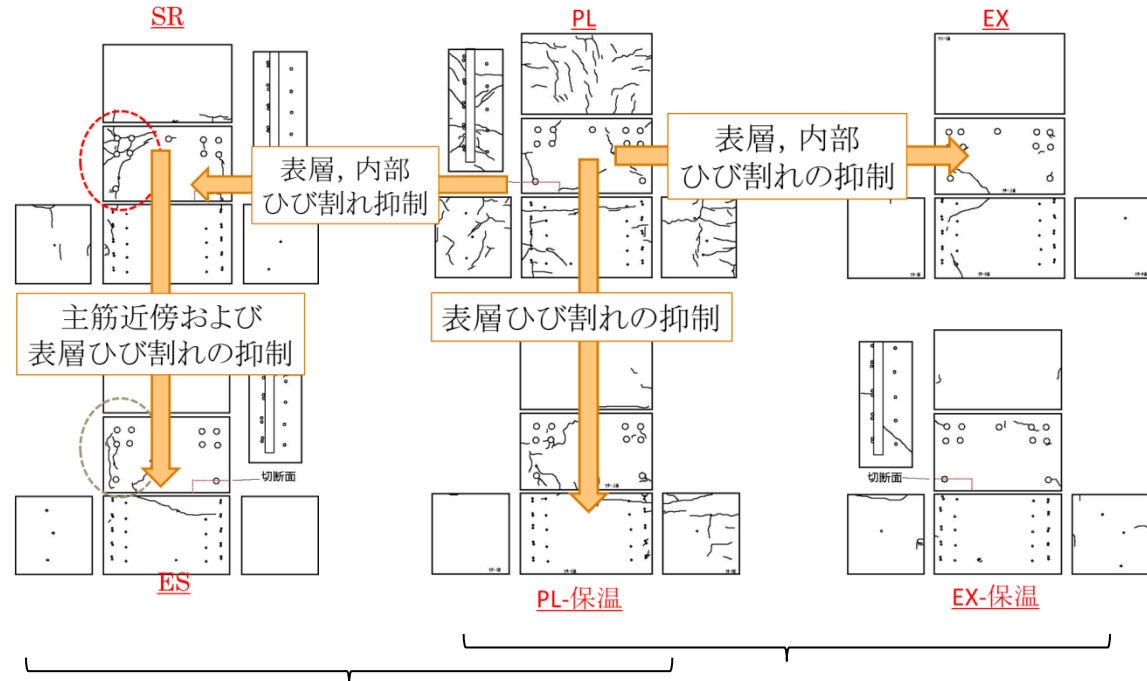 SR
PL
EX
表層, 内部
ひび割れ抑制
表層, 内部
ひび割れの抑制
主筋近傍および
表層ひび割れの抑制
表層ひび割れの抑制
切断面
切断面
ES
PL-保温
EX-保温